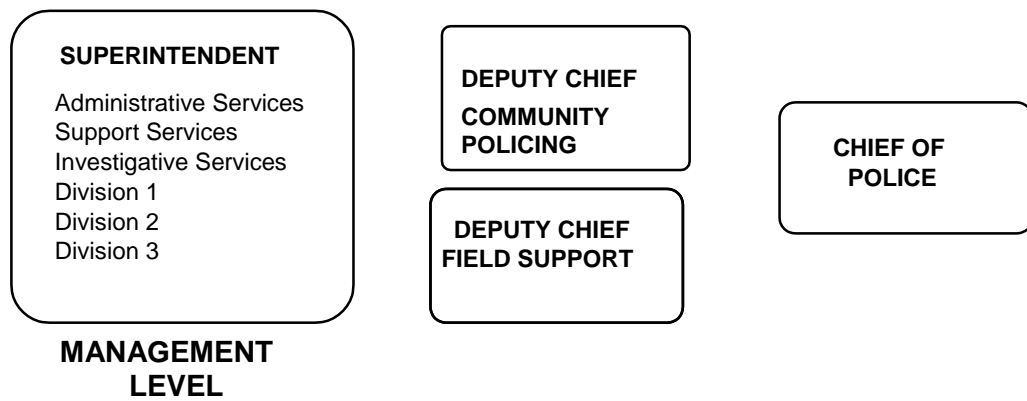 SUPERINTENDENT
Administrative Services
Support Services
Investigative Services
Division 1
Division 2
Division 3
MANAGEMENT
LEVEL
DEPUTY CHIEF
COMMUNITY
POLICING
DEPUTY CHIEF
FIELD SUPPORT
CHIEF OF
POLICE